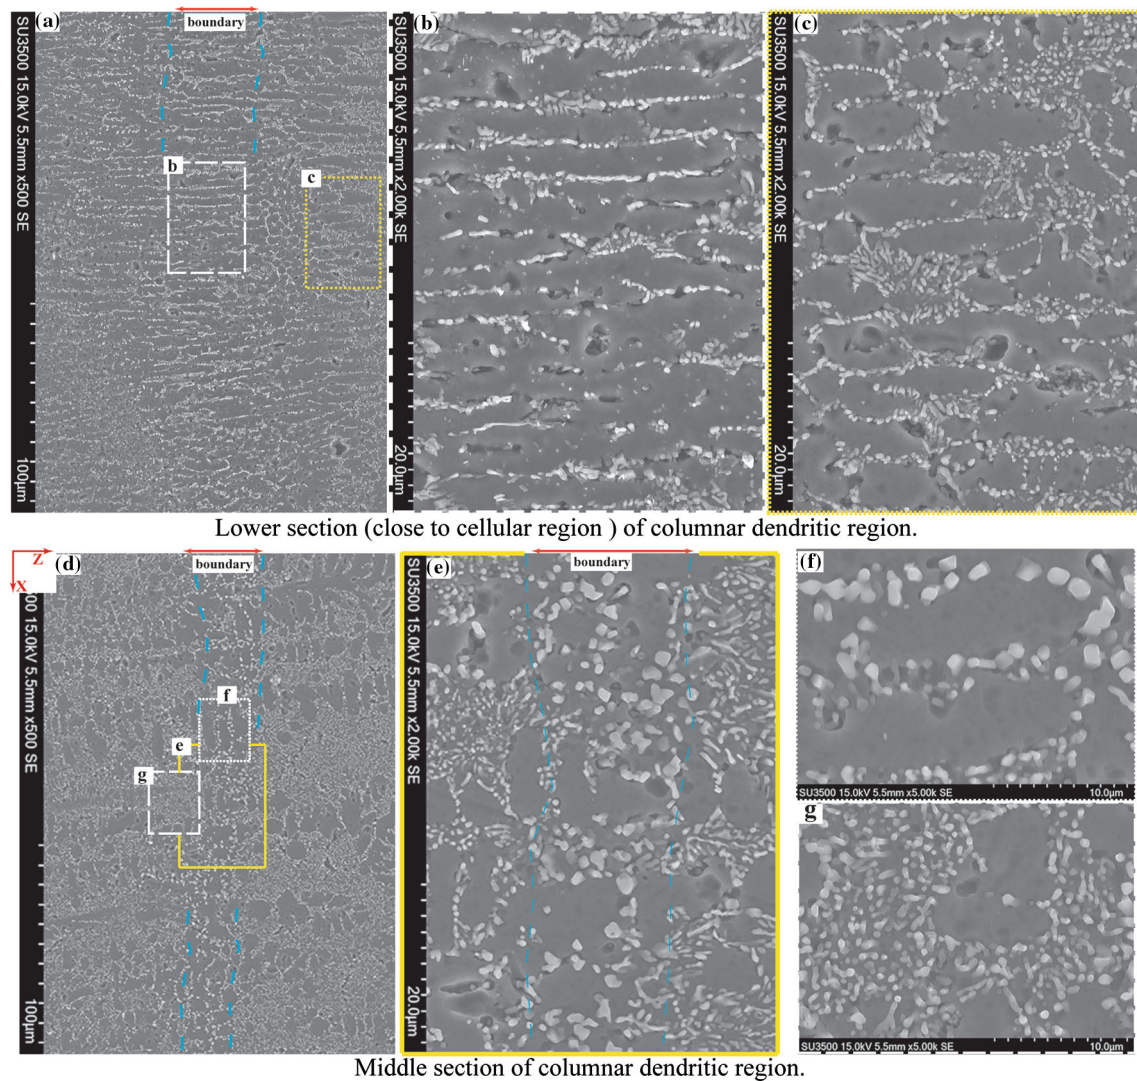 (a)
boundary
b
c
SU3500 15.0kV 5.5mm x500 SE
100µm
(b)
SU3500 15.0kV 5.5mm x2.00k SE
20.0µm
(c)
SU3500 15.0kV 5.5mm x2.00k SE
20.0µm
Lower section (close to cellular region ) of columnar dendritic region.
Z
X
(d)
boundary
f
e
g
SU3500 15.0kV 5.5mm x500 SE
100µm
(e)
boundary
SU3500 15.0kV 5.5mm x2.00k SE
20.0µm
(f)
SU3500 15.0kV 5.5mm x5.00k SE
10.0µm
g
SU3500 15.0kV 5.5mm x5.00k SE
10.0µm
Middle section of columnar dendritic region.